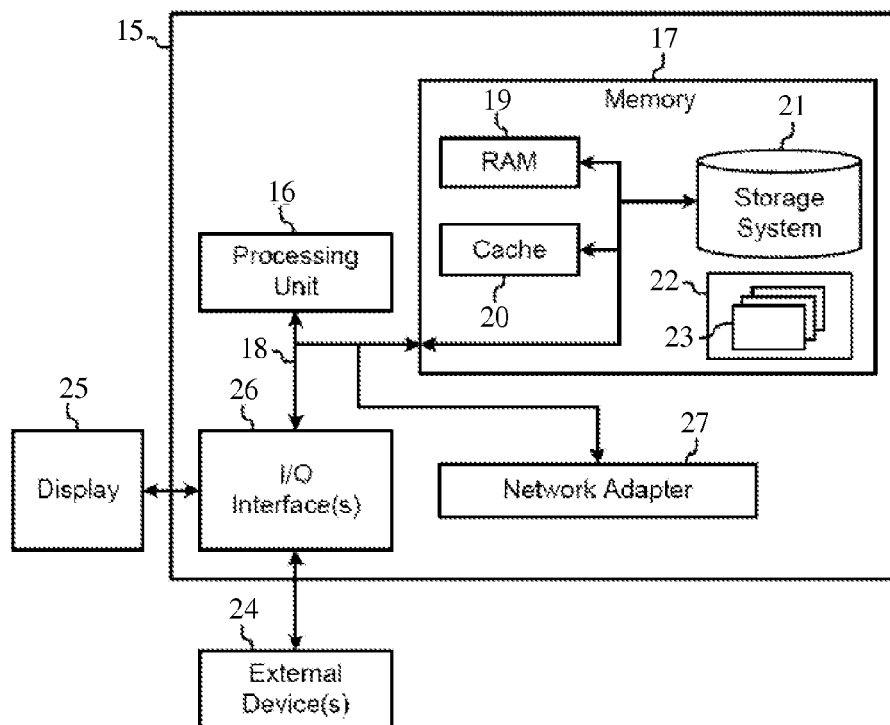 15
17
Memory
19
RAM
21
Storage
System
16
Processing
Unit
Cache
20
22
23
18
25
Display
26
I/O
Interface(s)
27
Network Adapter
24
External
Device(s)